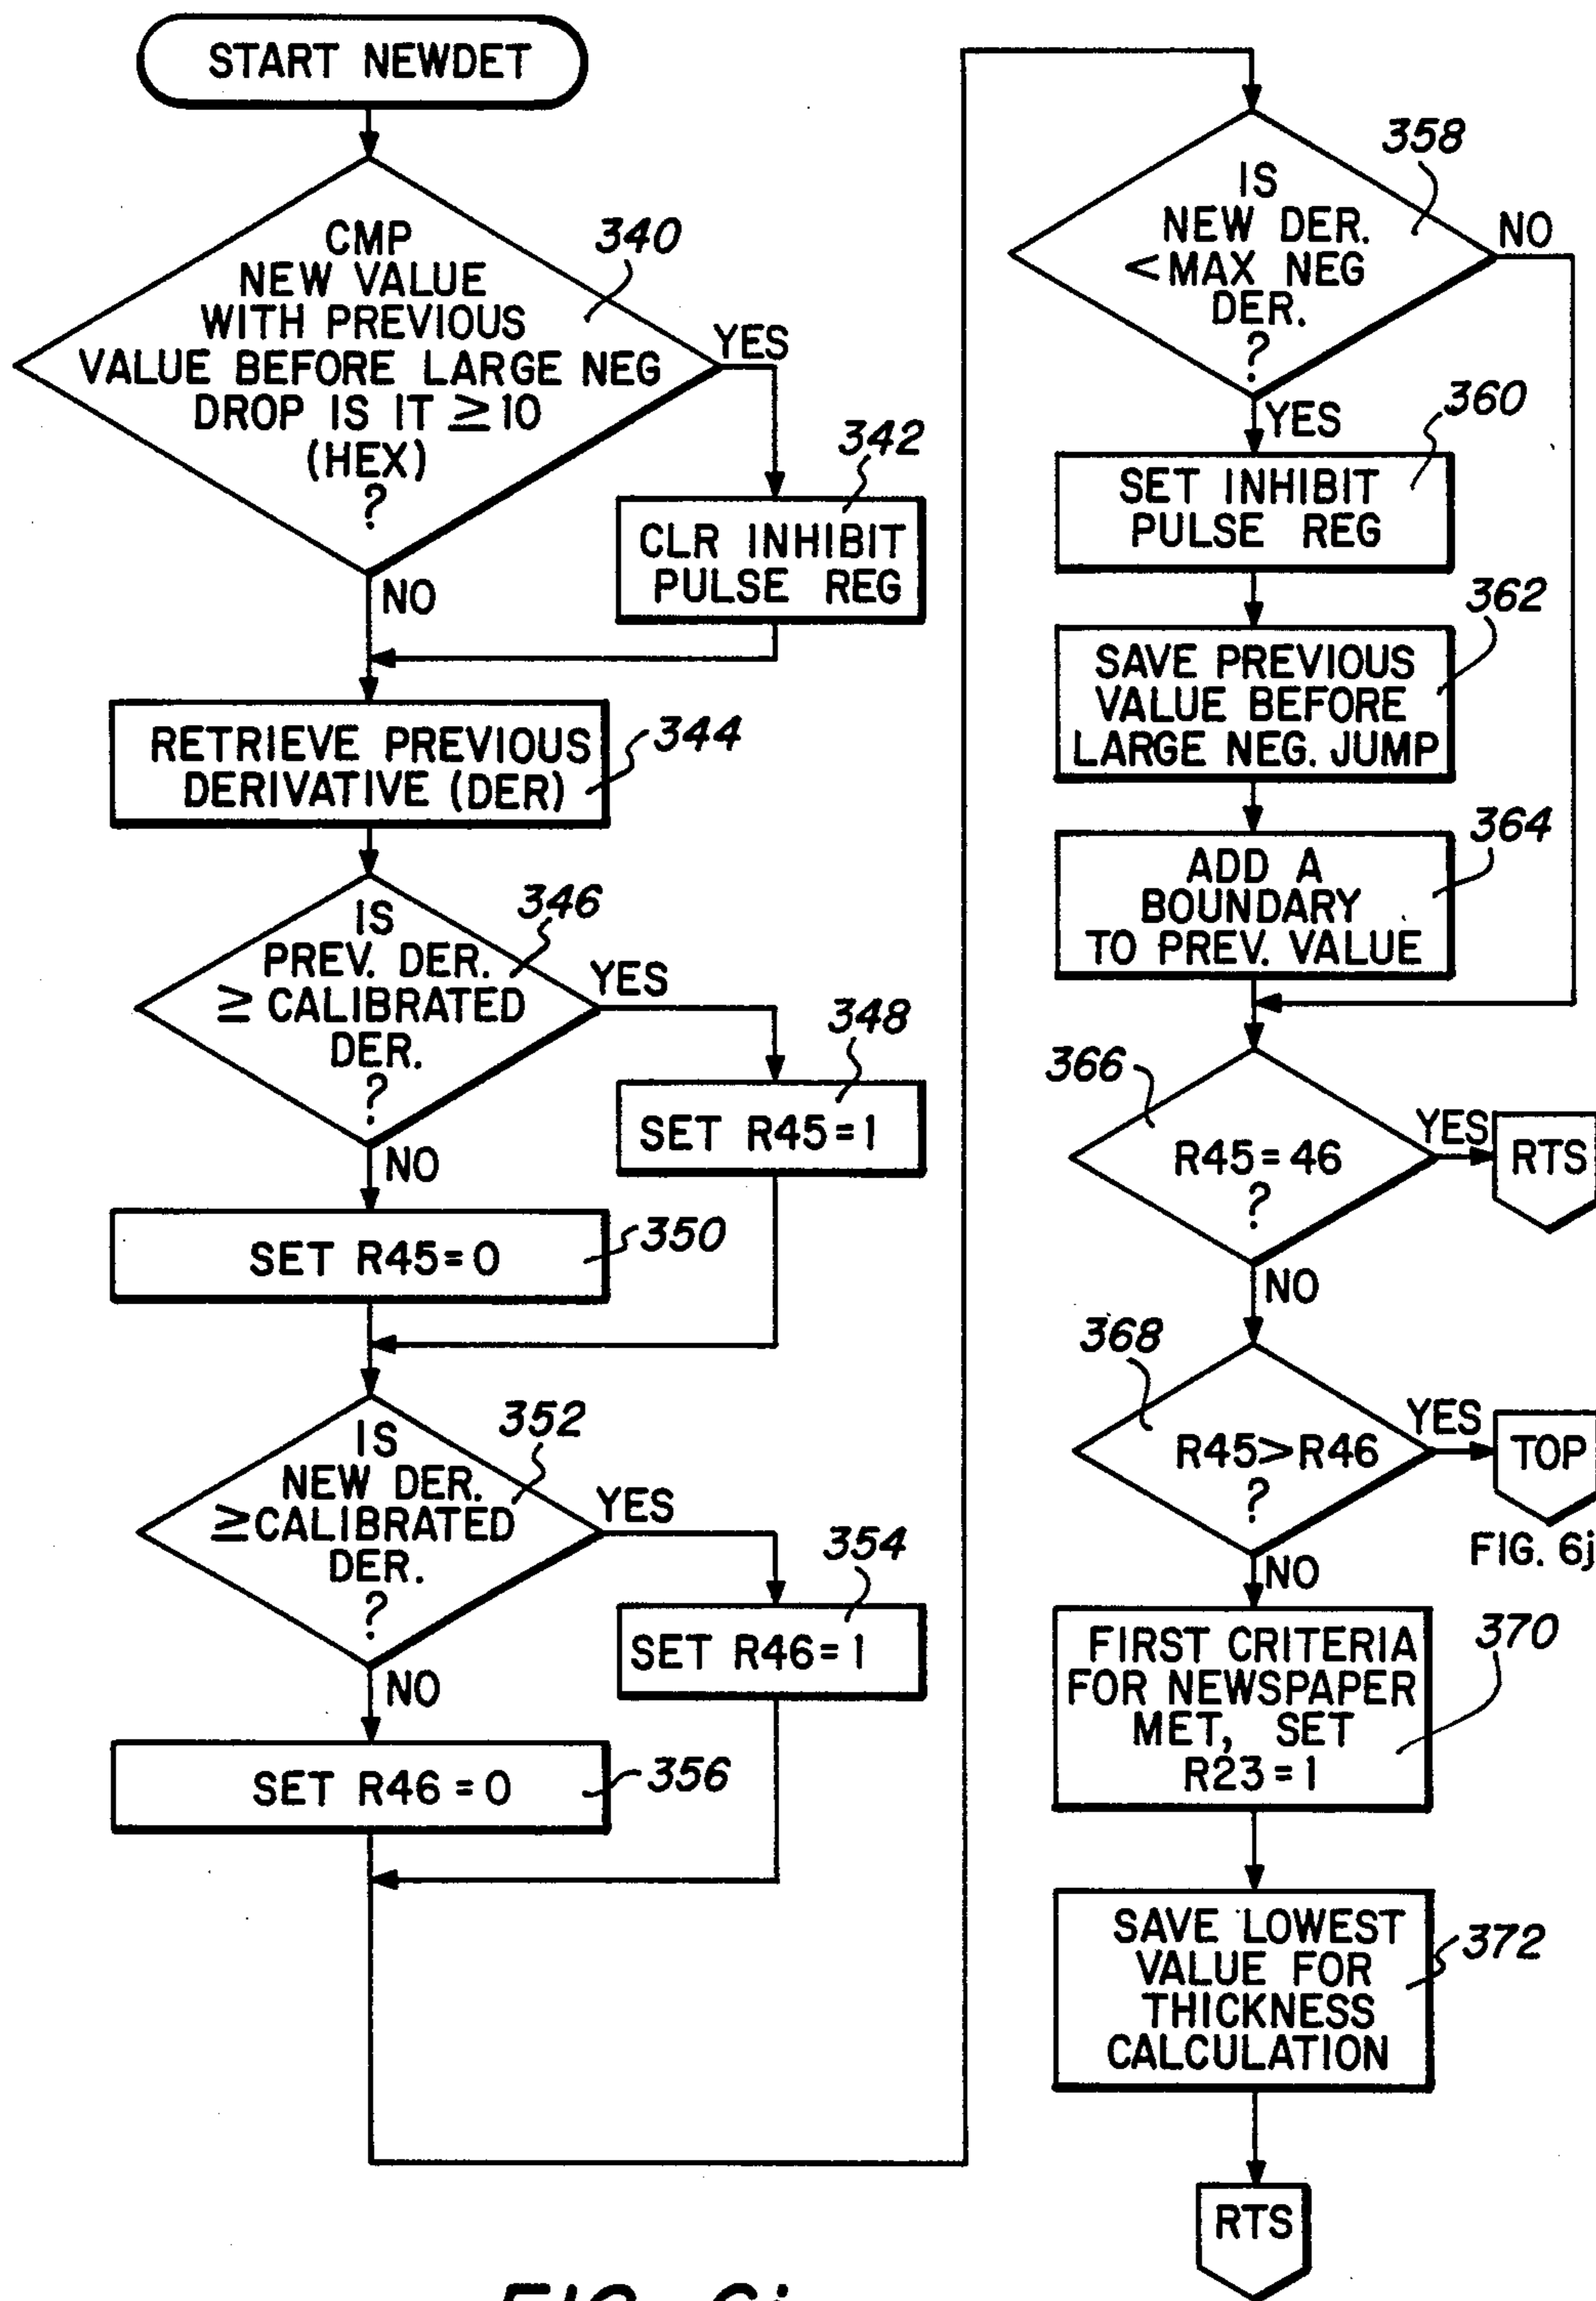 START NEWDET
CMP
NEW VALUE
WITH PREVIOUS
VALUE BEFORE LARGE NEG
DROP IS IT ≥10
(HEX)
?
340
YES
NO
342
CLR INHIBIT
PULSE REG
RETRIEVE PREVIOUS
DERIVATIVE (DER)
344
IS
PREV. DER.
≥ CALIBRATED
DER.
?
346
YES
NO
348
SET R45=1
SET R45=0
350
IS
NEW DER.
≥CALIBRATED
DER.
?
352
YES
NO
354
SET R46=1
SET R46=0
356
IS
NEW DER.
<MAX NEG
DER.
?
358
NO
YES
360
SET INHIBIT
PULSE REG
362
SAVE PREVIOUS
VALUE BEFORE
LARGE NEG. JUMP
364
ADD A
BOUNDARY
TO PREV. VALUE
366
R45=46
?
YES
RTS
NO
368
R45>R46
?
YES
TOP
FIG. 6j
NO
FIRST CRITERIA
FOR NEWSPAPER
MET, SET
R23=1
370
SAVE LOWEST
VALUE FOR
THICKNESS
CALCULATION
372
RTS